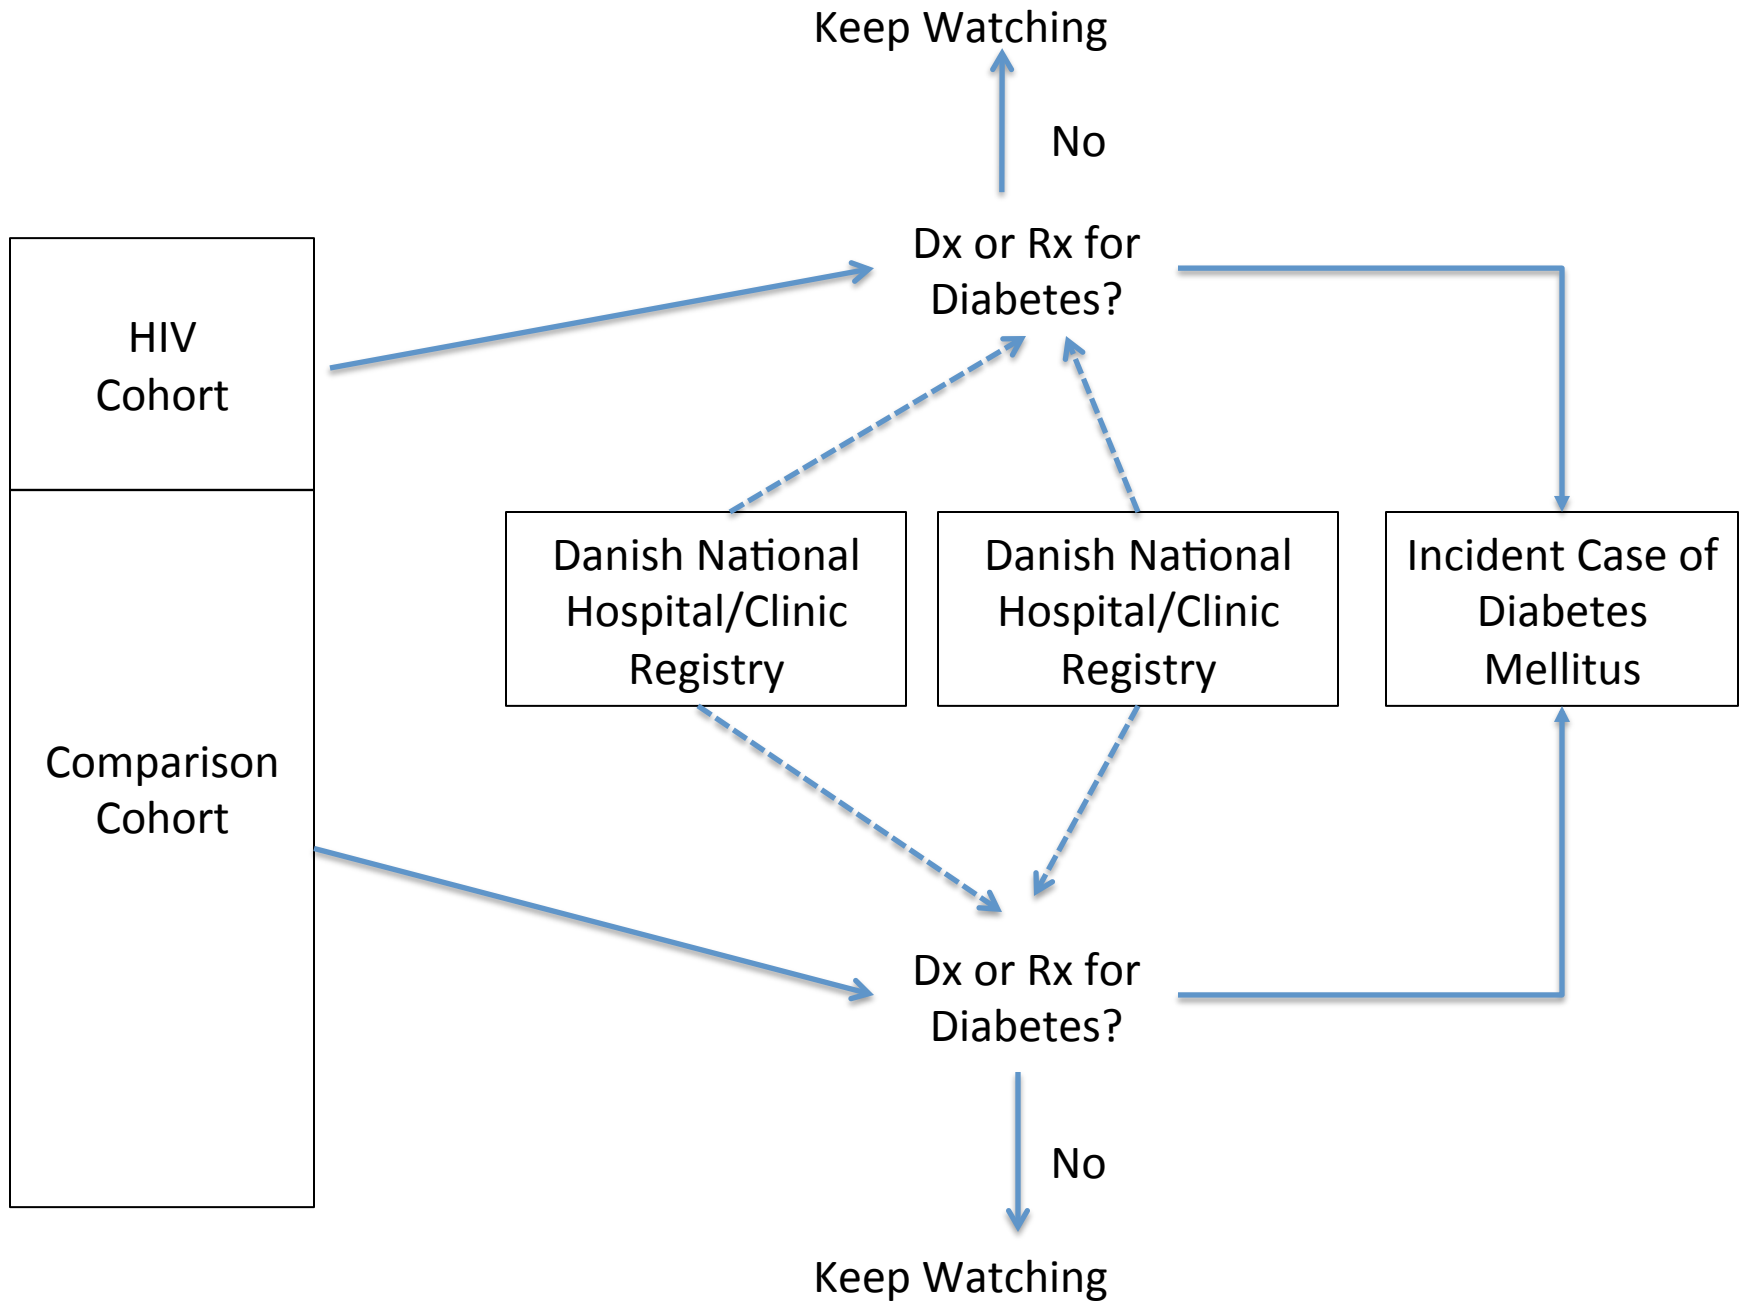 Keep Watching
No
Dx or Rx for
Diabetes?
HIV
Cohort
Danish National
Hospital/Clinic
Registry
Danish National
Hospital/Clinic
Registry
Incident Case of
Diabetes
Mellitus
Comparison
Cohort
Dx or Rx for
Diabetes?
No
Keep Watching